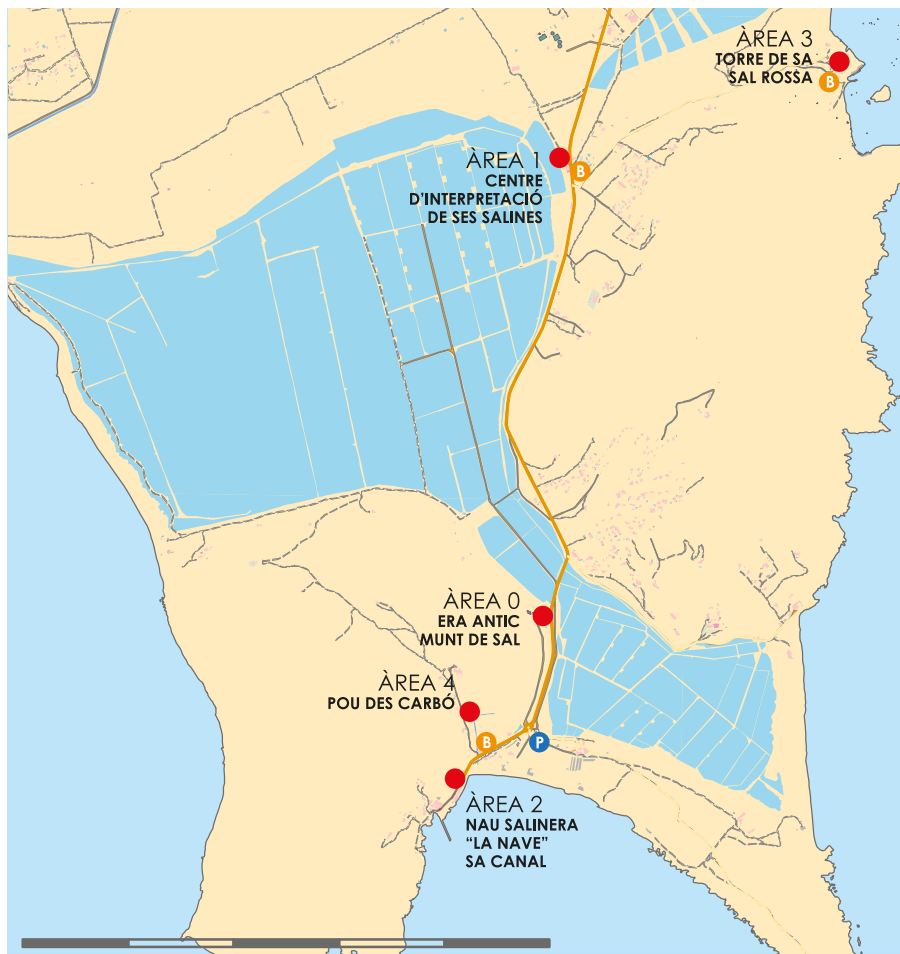 ÀREA 3
TORRE DE SA
SAL ROSSA
B
ÀREA 1
CENTRE
D'INTERPRETACIÓ
DE SES SALINES
B
ÀREA 0
ERA ANTIC
MUNT DE SAL
ÀREA 4
POU DES CARBÓ
B
P
ÀREA 2
NAU SALINERA
“LA NAVE”
SA CANAL